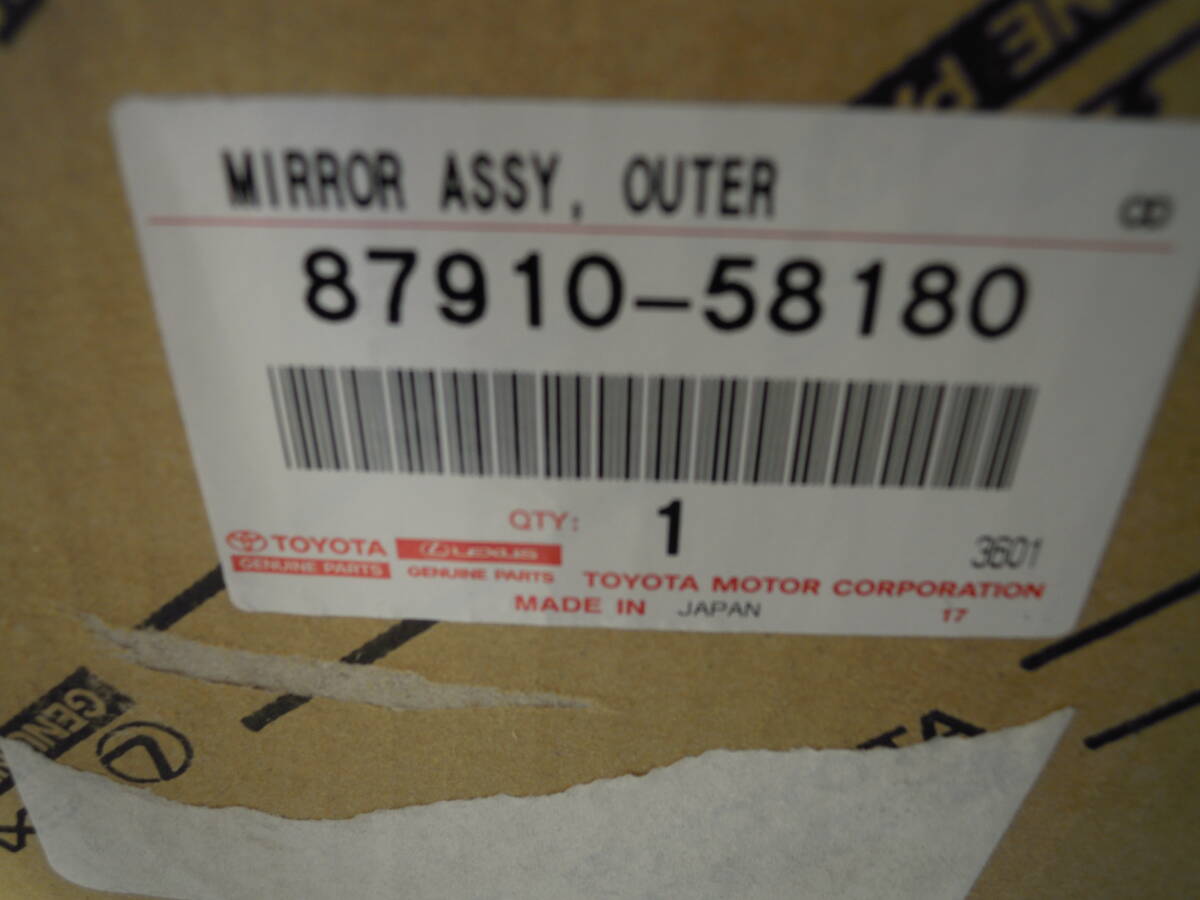 MIRROR ASSY, OUTER
87910-58180
QTY: 1
3601
TOYOTA
GENUINE PARTS
LEXUS
GENUINE PARTS
TOYOTA MOTOR CORPORATION
MADE IN JAPAN
17